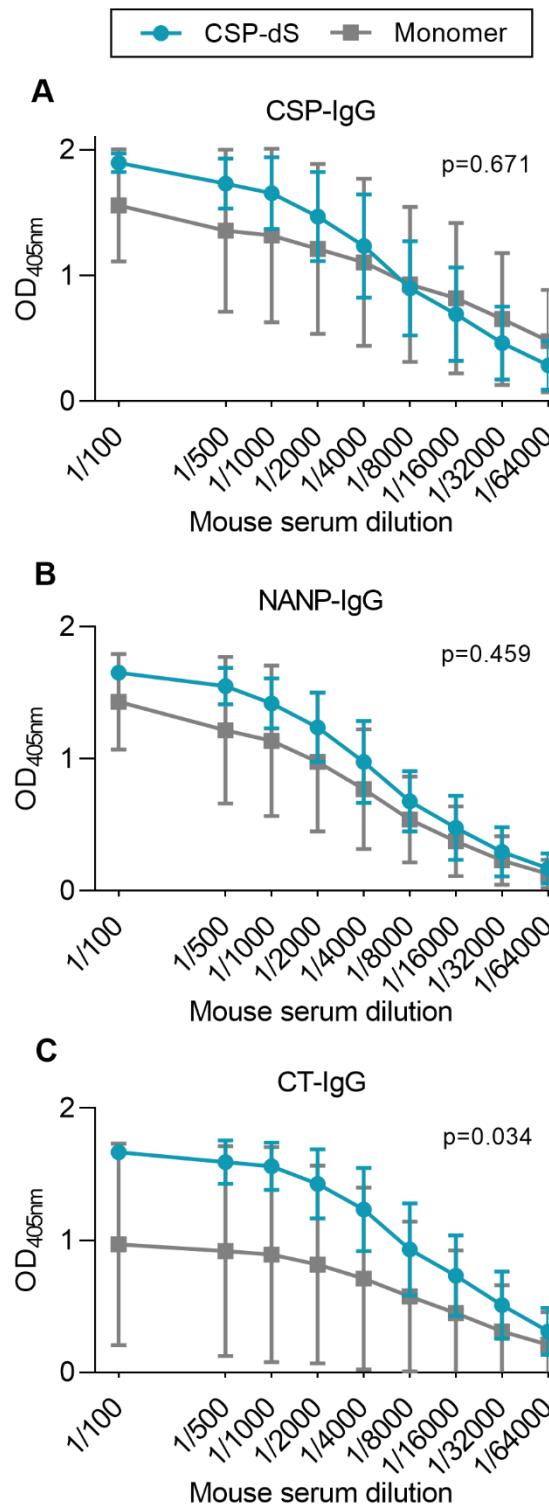 CSP-dS Monomer
A
CSP-IgG
p=0.671
2
1
0
OD405nm
1/100 1/500 1/1000 1/2000 1/4000 1/8000 1/16000 1/32000 1/64000
Mouse serum dilution
B
NANP-IgG
p=0.459
2
1
0
OD405nm
1/100 1/500 1/1000 1/2000 1/4000 1/8000 1/16000 1/32000 1/64000
Mouse serum dilution
C
CT-IgG
p=0.034
2
1
0
OD405nm
1/100 1/500 1/1000 1/2000 1/4000 1/8000 1/16000 1/32000 1/64000
Mouse serum dilution